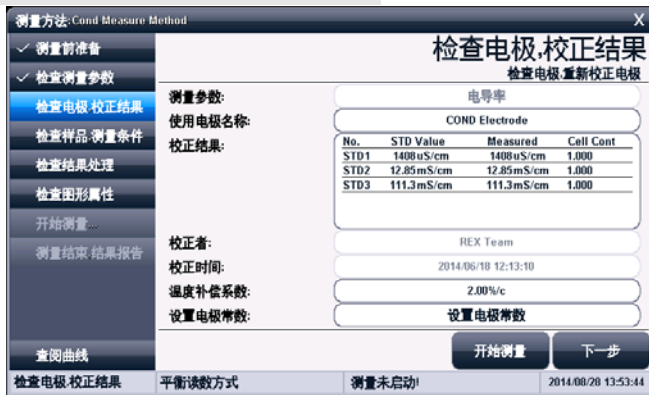 测量方法:Cond Measure Method X
✓ 测量前准备
✓ 检查测量参数
检查电极.校正结果
检查样品.测量条件
检查结果处理
检查图形属性
开始测量...
测量结束.结果报告
查阅曲线
检查电极,校正结果
检查电极.重新校正电极
测量参数: 电导率
使用电极名称: COND Electrode
校正结果:
No. STD Value Measured Cell Cont
STD1 1408uS/cm 1408uS/cm 1.000
STD2 12.85mS/cm 12.85mS/cm 1.000
STD3 111.3mS/cm 111.3mS/cm 1.000
校正者: REX Team
校正时间: 2014/06/18 12:13:10
温度补偿系数: 2.00%/c
设置电极常数: 设置电极常数
开始测量 下一步
检查电极.校正结果 平衡读数方式 测量未启动! 2014/08/28 13:53:44